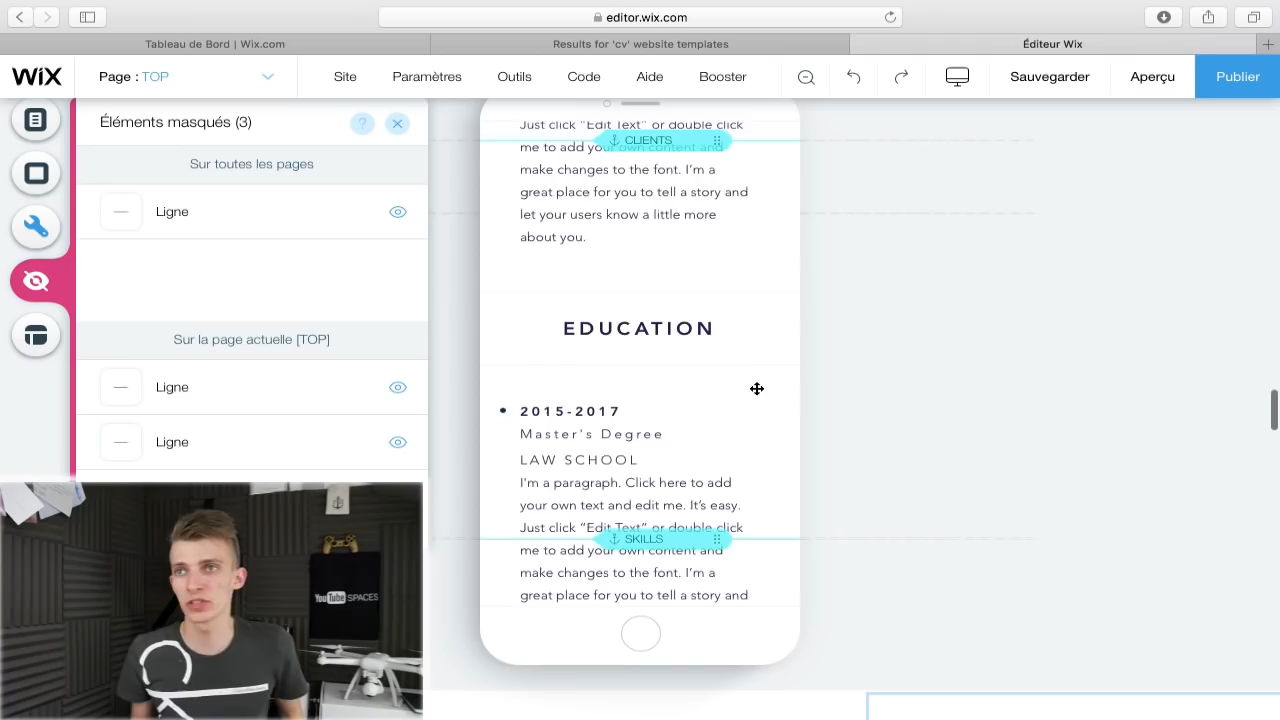 editor.wix.com
Tableau de Bord | Wix.com
Results for 'cv' website templates
Éditeur Wix
WiX
Page : TOP
Site
Paramètres
Outils
Code
Aide
Booster
Sauvegarder
Aperçu
Publier
Éléments masqués (3)
?
Sur toutes les pages
Ligne
Sur la page actuelle [TOP]
Ligne
Ligne
Just click "Edit Text" or double click
CLIENTS
me to add your own content and
make changes to the font. I'm a
great place for you to tell a story and
let your users know a little more
about you.
EDUCATION
2015-2017
Master's Degree
LAW SCHOOL
I'm a paragraph. Click here to add
your own text and edit me. It's easy.
Just click “Edit Text” or double click
SKILLS
me to add your own content and
make changes to the font. I'm a
great place for you to tell a story and
YouTube SPACES